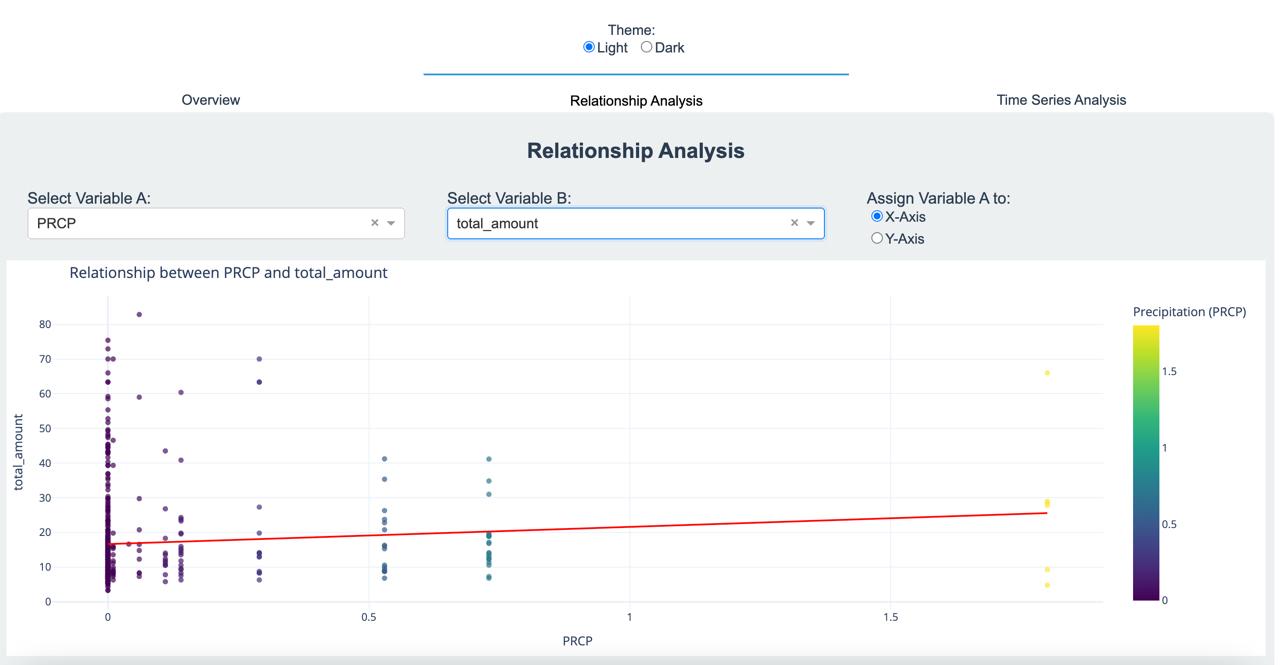 Theme:
Light Dark
Overview Relationship Analysis Time Series Analysis
Relationship Analysis
Select Variable A: Select Variable B: Assign Variable A to:
PRCP × total_amount × X-Axis
Y-Axis
Relationship between PRCP and total_amount
Precipitation (PRCP)
80
70
60
50
40
30
20
10
0
total_amount
1.5
1
0.5
0
0 0.5 1 1.5
PRCP